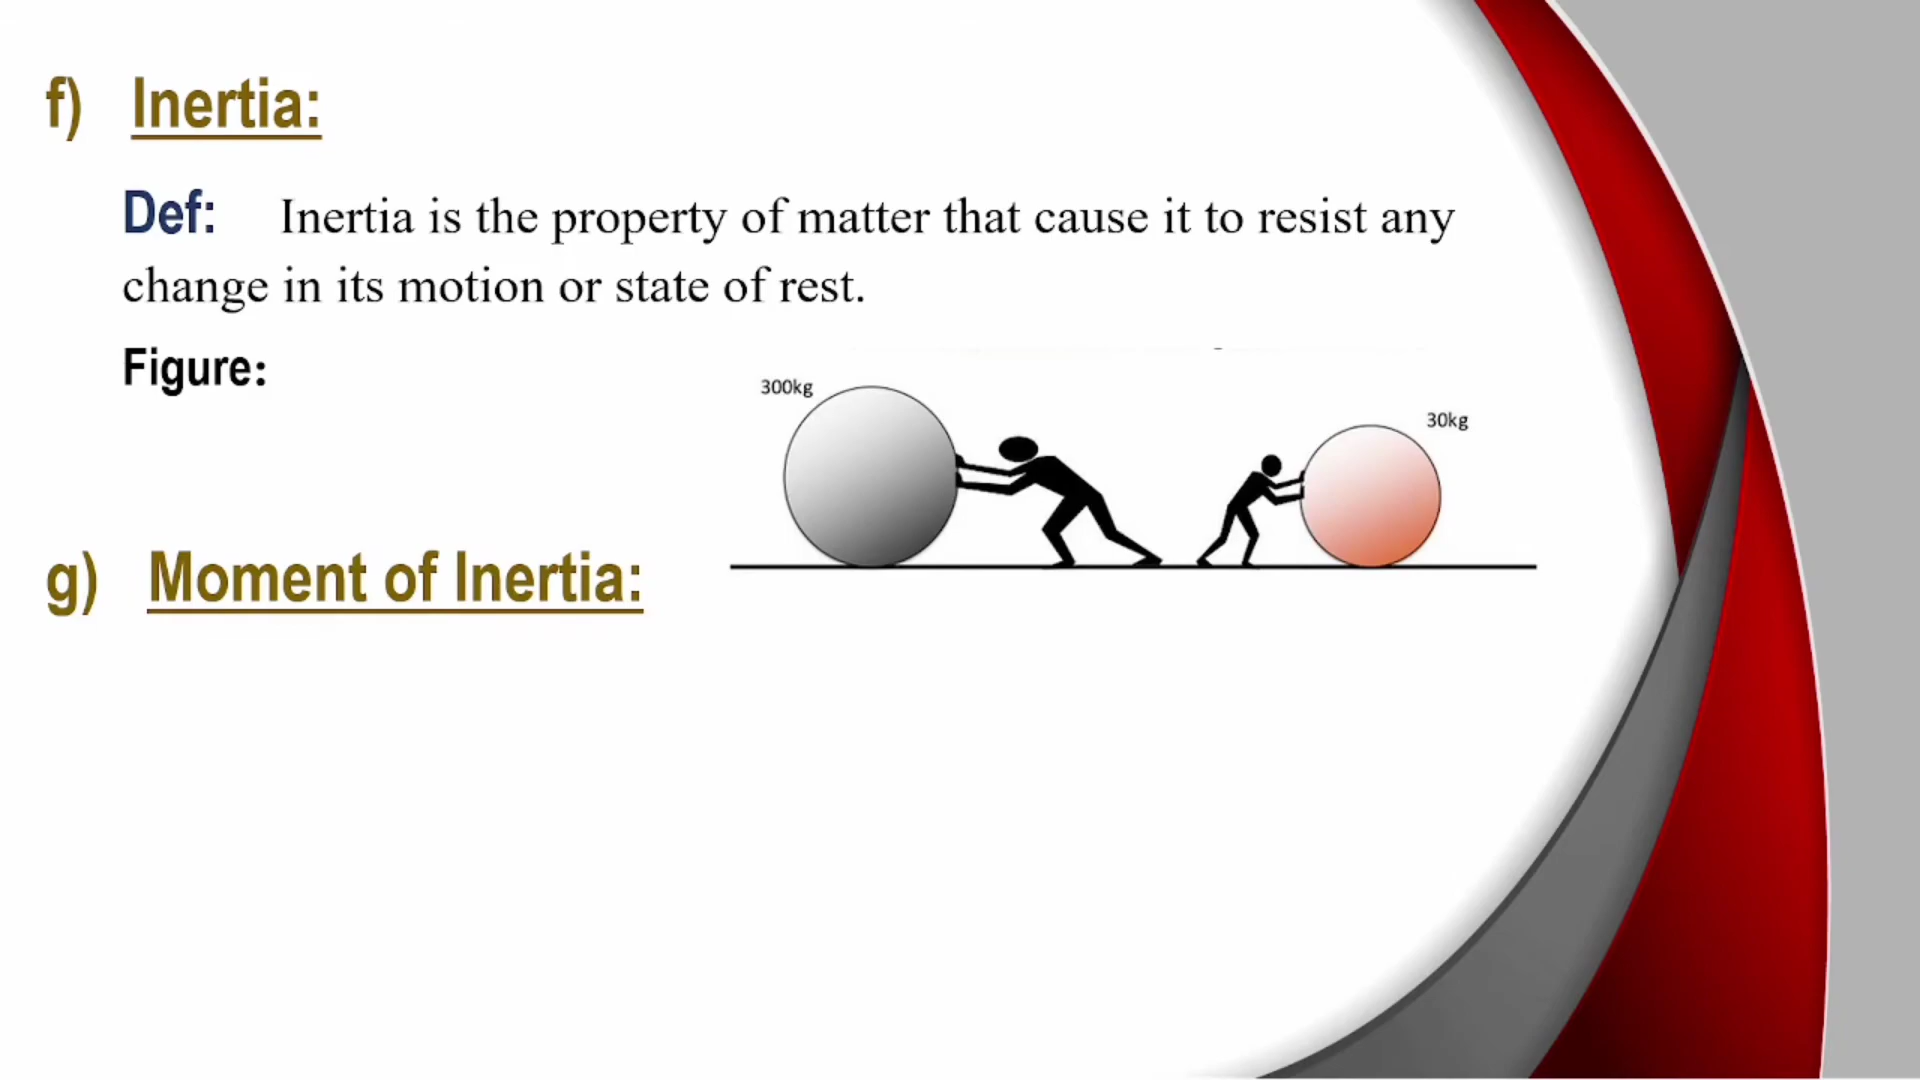 f) Inertia:
Def: Inertia is the property of matter that cause it to resist any
change in its motion or state of rest.
Figure:
300kg
30kg
g) Moment of Inertia: